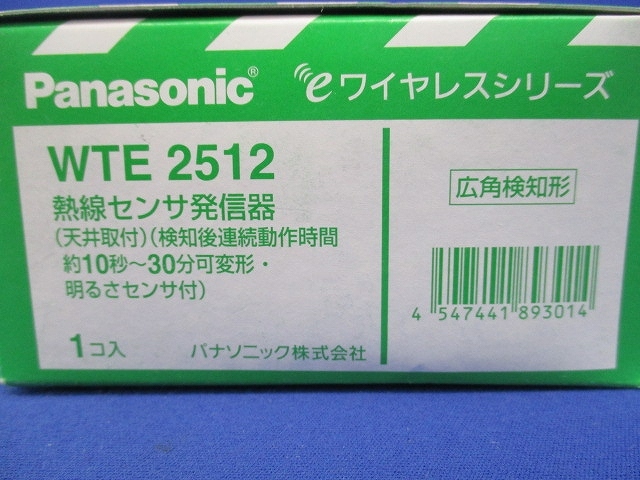 Panasonic® eワイヤレスシリーズ
WTE 2512
熱線センサ発信器
(天井取付)(検知後連続動作時間
約10秒〜30分可変形・
明るさセンサ付)
1コ入 パナソニック株式会社
広角検知形
4 547441 893014